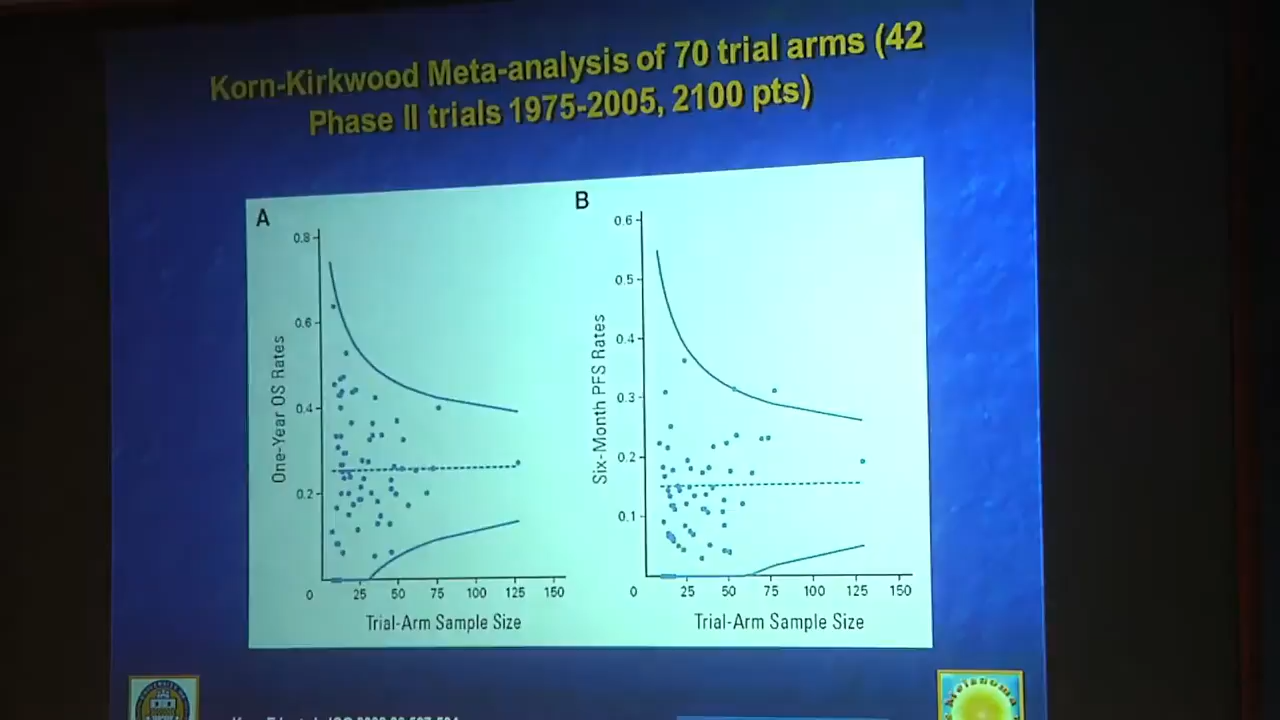 Korn-Kirkwood Meta-analysis of 70 trial arms (42
Phase II trials 1975-2005, 2100 pts)
A
One-Year OS Rates
0.8
0.6
0.4
0.2
0 25 50 75 100 125 150
Trial-Arm Sample Size
B
Six-Month PFS Rates
0.6
0.5
0.4
0.3
0.2
0.1
0 25 50 75 100 125 150
Trial-Arm Sample Size
Melanoma